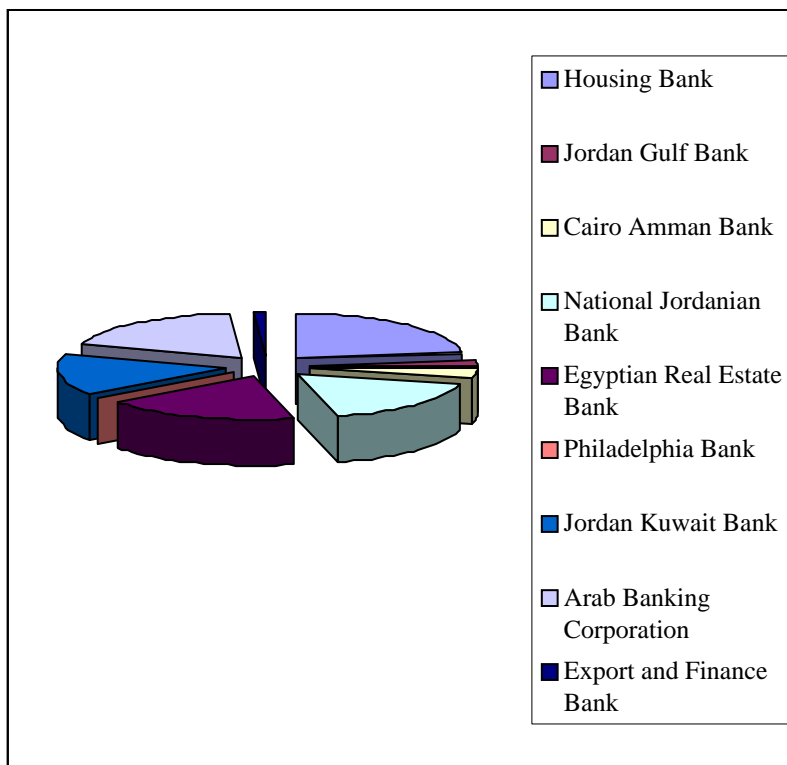 Housing Bank
Jordan Gulf Bank
Cairo Amman Bank
National Jordanian
Bank
Egyptian Real Estate
Bank
Philadelphia Bank
Jordan Kuwait Bank
Arab Banking
Corporation
Export and Finance
Bank